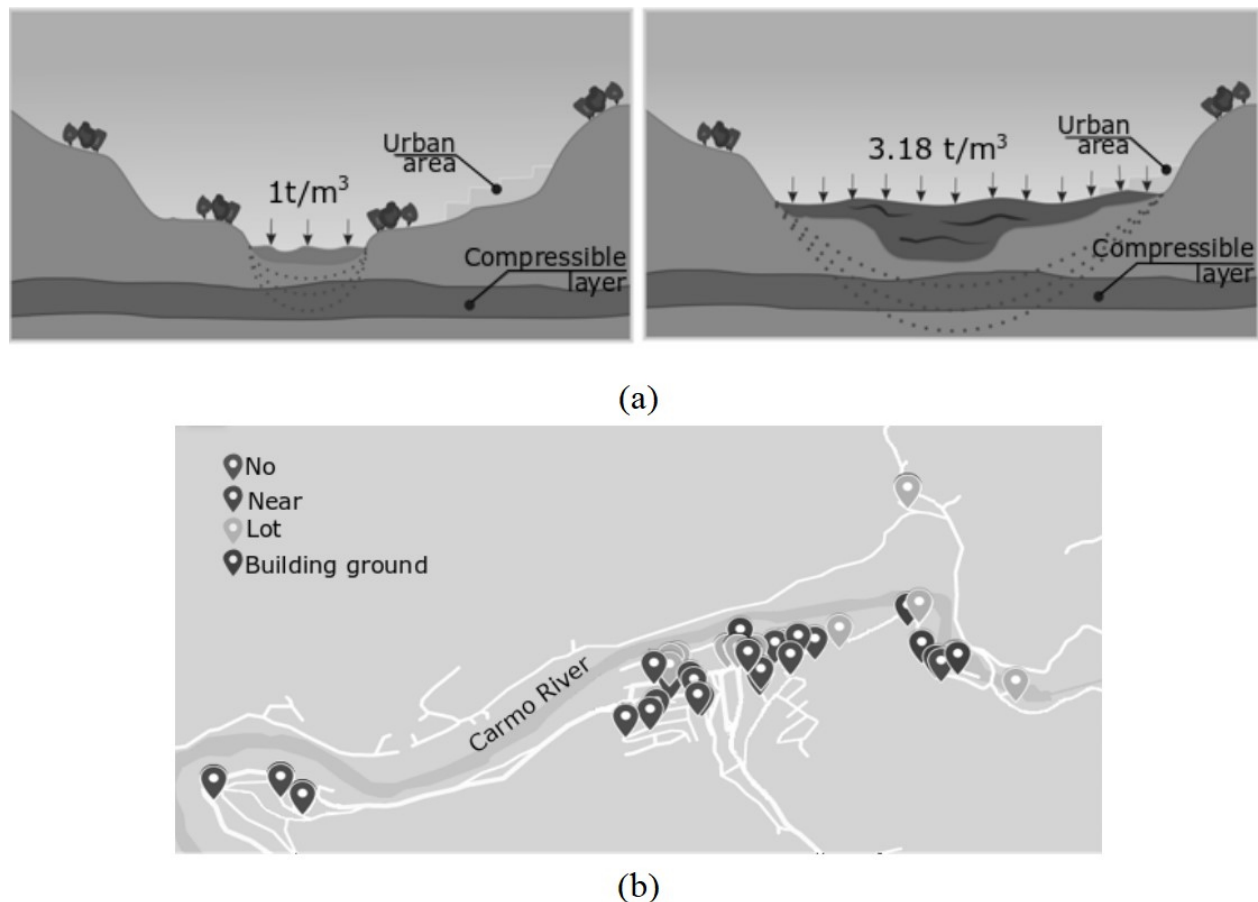 Urban
area
1t/m³
Compressible
layer
Urban
area
3.18 t/m³
Compressible
layer
(a)
No
Near
Lot
Building ground
Carmo River
(b)